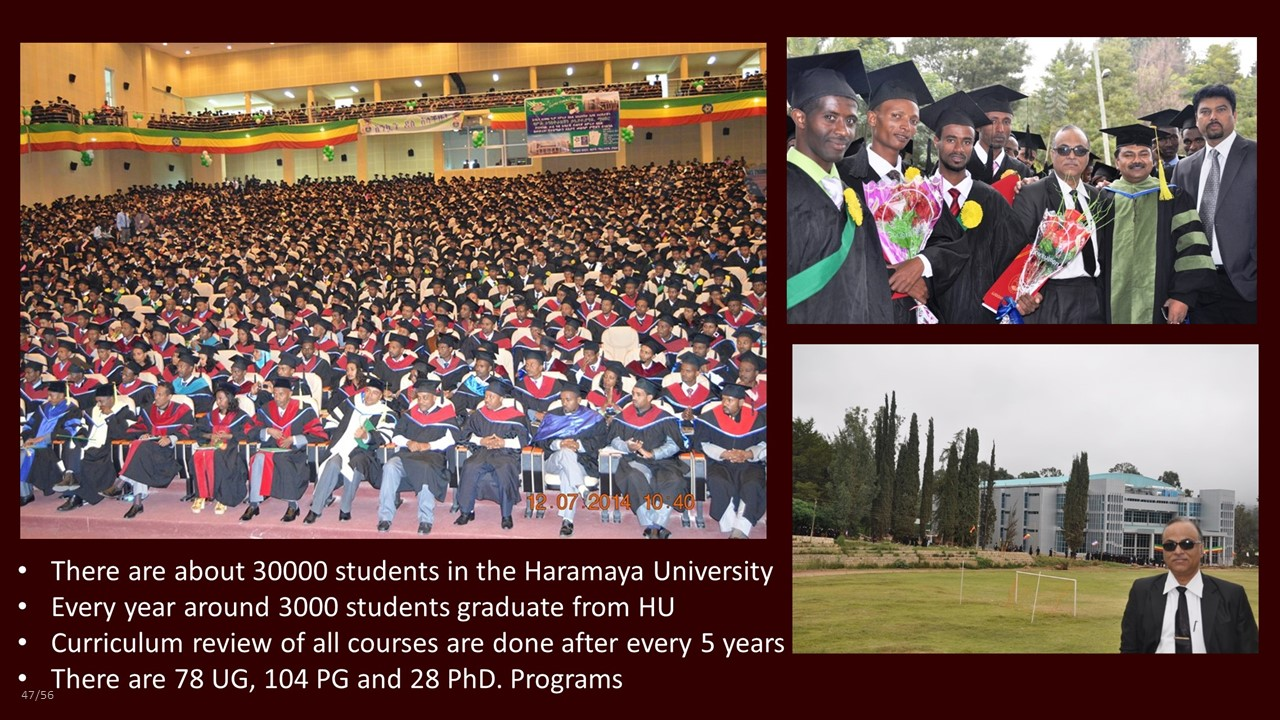 12.07.2014 10:40
• There are about 30000 students in the Haramaya University
• Every year around 3000 students graduate from HU
• Curriculum review of all courses are done after every 5 years
• There are 78 UG, 104 PG and 28 PhD. Programs
47/56